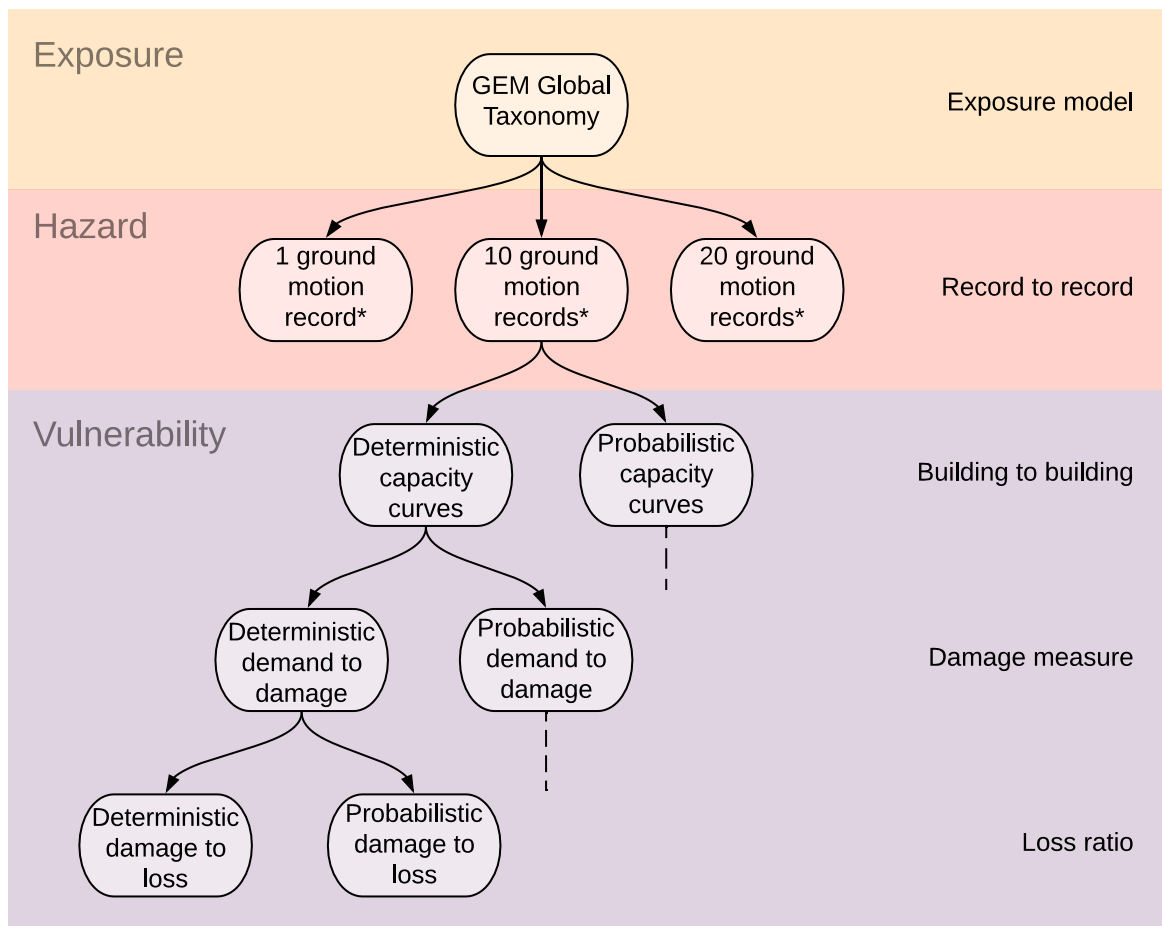 Exposure
GEM Global
Taxonomy
Exposure model
Hazard
1 ground
motion
record*
10 ground
motion
records*
20 ground
motion
records*
Record to record
Vulnerability
Deterministic
capacity
curves
Probabilistic
capacity
curves
Building to building
Deterministic
demand to
damage
Probabilistic
demand to
damage
Damage measure
Deterministic
damage to
loss
Probabilistic
damage to
loss
Loss ratio